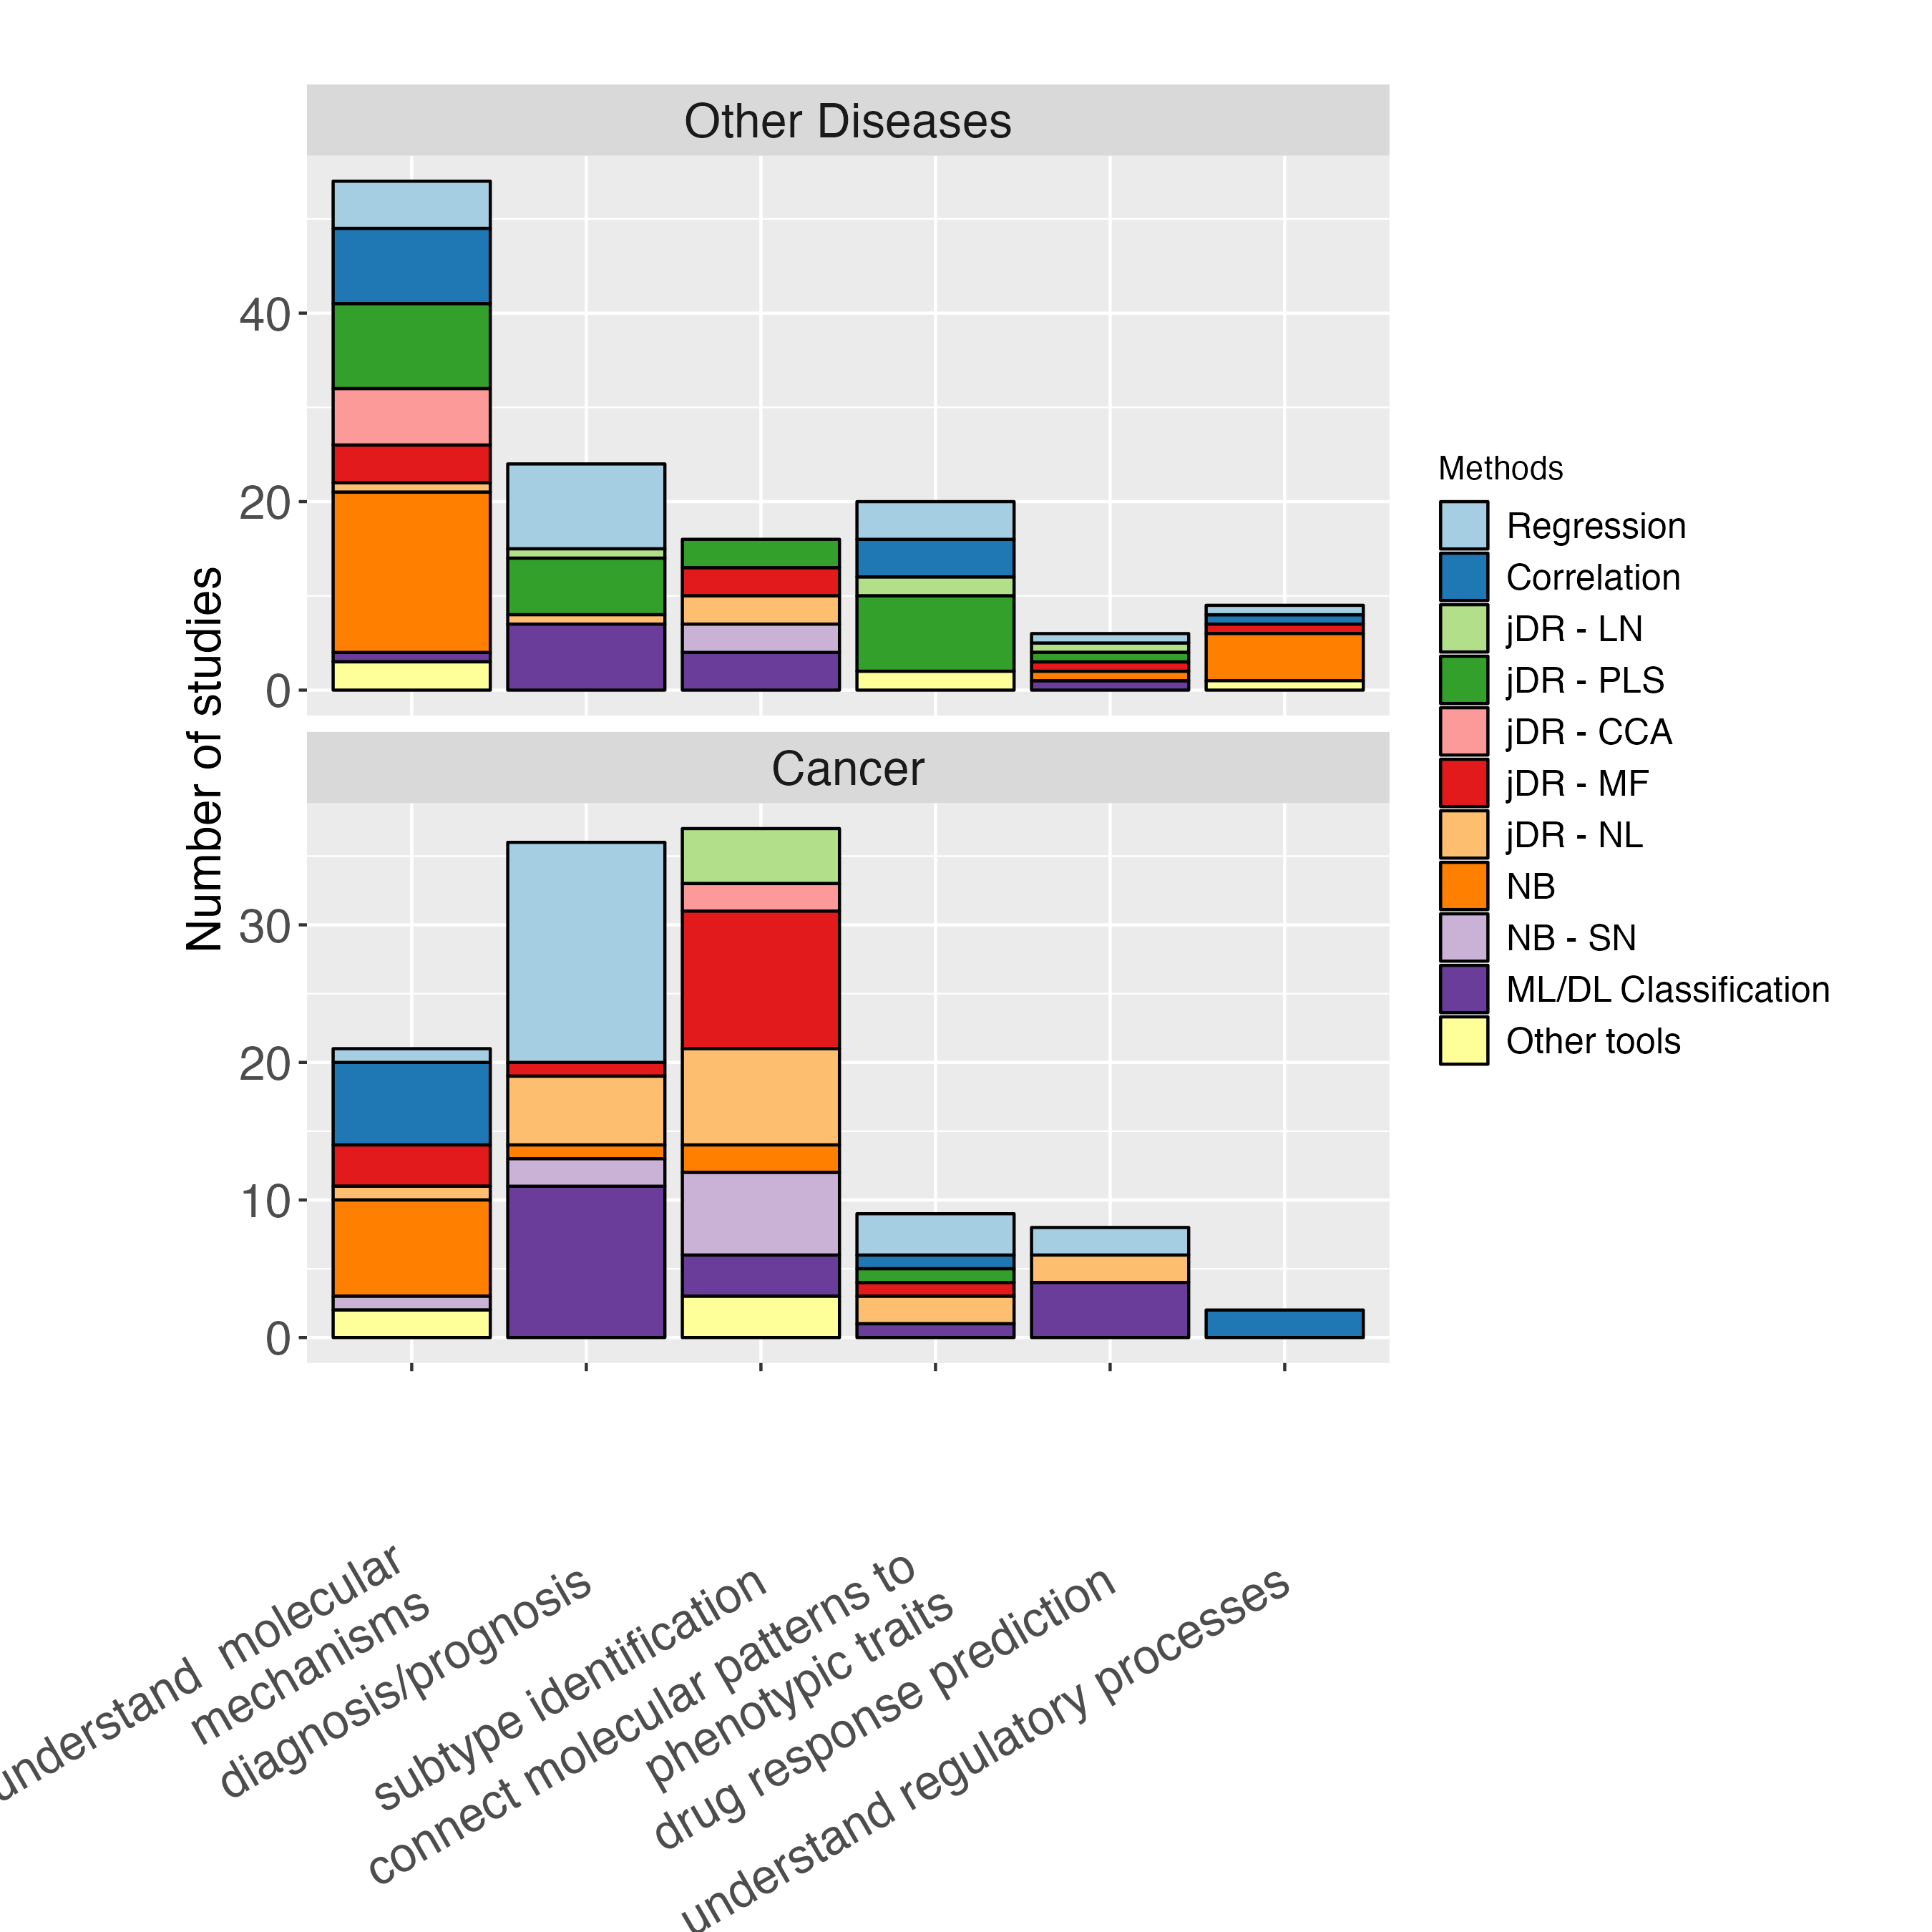 Other Diseases
40
20
0
Cancer
30
20
10
0
Number of studies
understand molecular
mechanisms
diagnosis/prognosis
subtype identification
connect molecular patterns to
phenotypic traits
drug response prediction
understand regulatory processes
Methods
Regression
Correlation
jDR - LN
jDR - PLS
jDR - CCA
jDR - MF
jDR - NL
NB
NB - SN
ML/DL Classification
Other tools